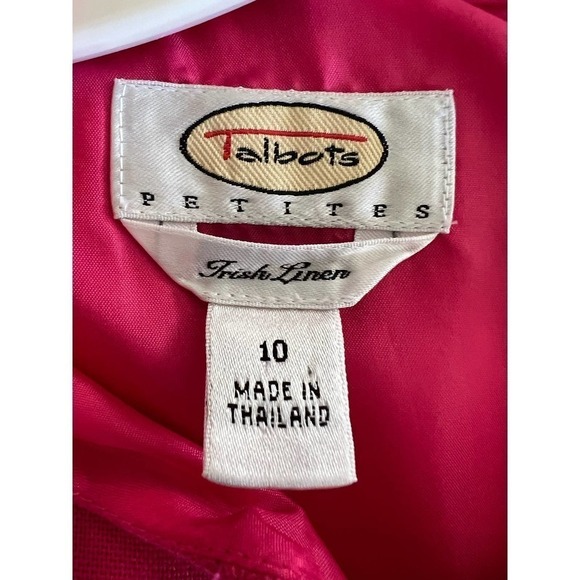 Talbots
PETITES
Irish Linen
10
MADE IN
THAILAND